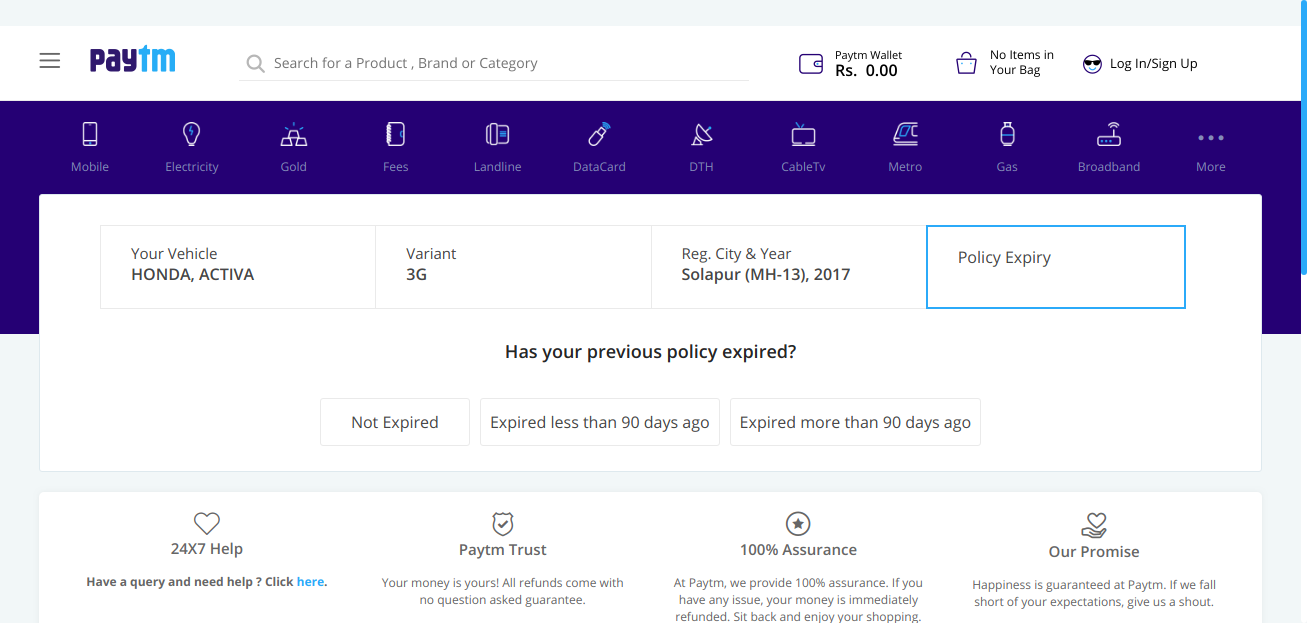 paytm
Search for a Product , Brand or Category
Paytm Wallet
Rs. 0.00
No Items in
Your Bag
Log In/Sign Up
Mobile
Electricity
Gold
Fees
Landline
DataCard
DTH
CableTv
Metro
Gas
Broadband
More
Your Vehicle
HONDA, ACTIVA
Variant
3G
Reg. City & Year
Solapur (MH-13), 2017
Policy Expiry
Has your previous policy expired?
Not Expired
Expired less than 90 days ago
Expired more than 90 days ago
24X7 Help
Have a query and need help ? Click here.
Paytm Trust
Your money is yours! All refunds come with
no question asked guarantee.
100% Assurance
At Paytm, we provide 100% assurance. If you
have any issue, your money is immediately
refunded. Sit back and enjoy your shopping.
Our Promise
Happiness is guaranteed at Paytm. If we fall
short of your expectations, give us a shout.